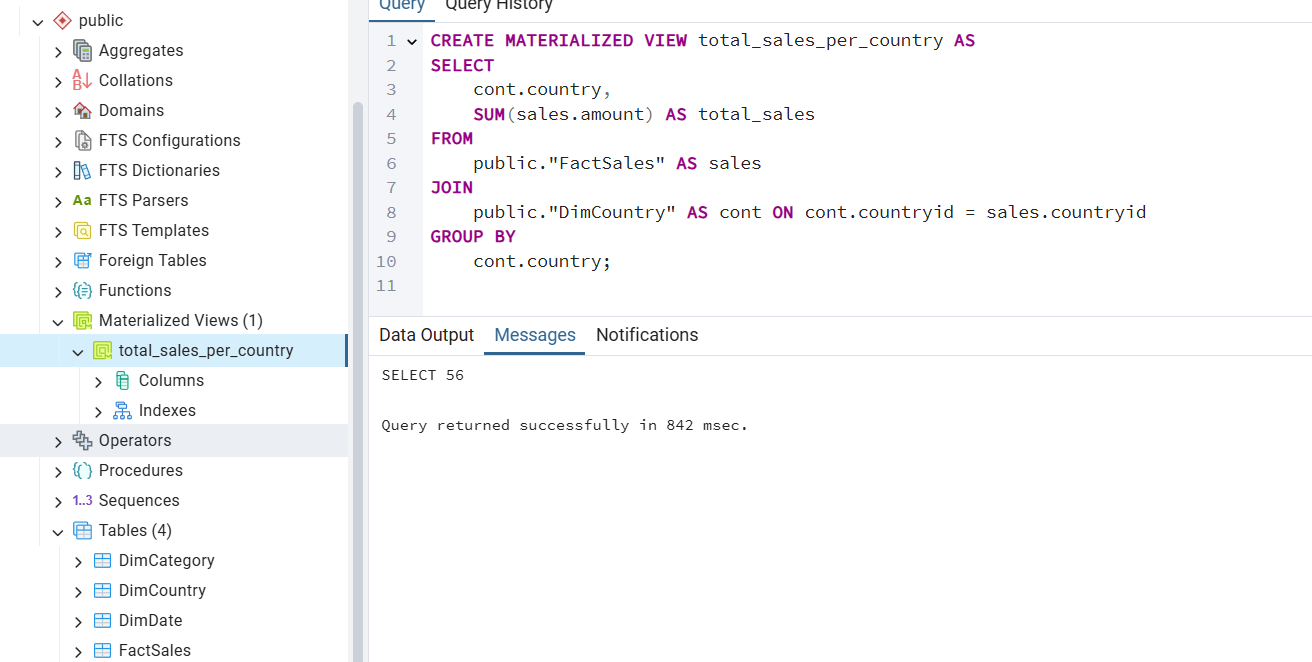 public
Aggregates
Collations
Domains
FTS Configurations
FTS Dictionaries
Aa FTS Parsers
FTS Templates
Foreign Tables
Functions
Materialized Views (1)
total_sales_per_country
Columns
Indexes
Operators
Procedures
1..3 Sequences
Tables (4)
DimCategory
DimCountry
DimDate
FactSales
Query Query History
1 CREATE MATERIALIZED VIEW total_sales_per_country AS
2 SELECT
3 cont.country,
4 SUM(sales.amount) AS total_sales
5 FROM
6 public."FactSales" AS sales
7 JOIN
8 public."DimCountry" AS cont ON cont.countryid = sales.countryid
9 GROUP BY
10 cont.country;
11
Data Output Messages Notifications
SELECT 56
Query returned successfully in 842 msec.